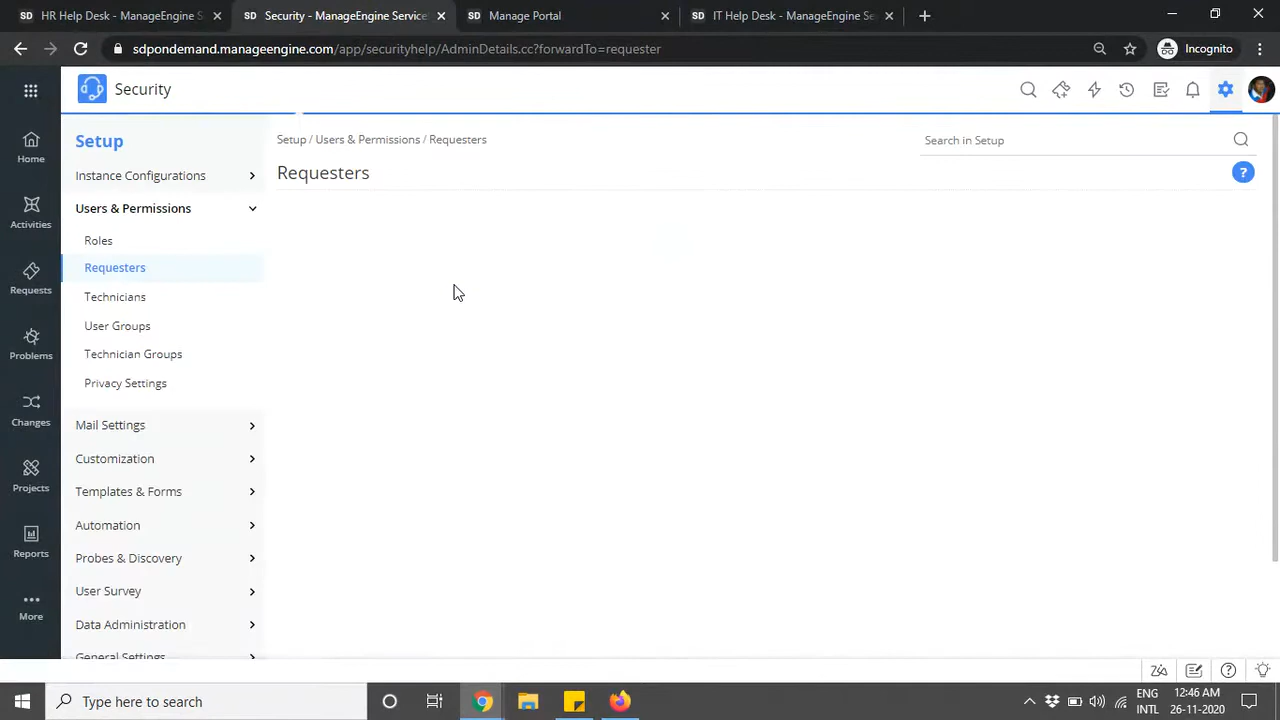 HR Help Desk - ManageEngine S
Security - ManageEngine Service
Manage Portal
IT Help Desk - ManageEngine Se
sdpondemand.manageengine.com/app/securityhelp/AdminDetails.cc?forwardTo=requester
Incognito
Security
Setup
Setup / Users & Permissions / Requesters
Search in Setup
Requesters
?
Instance Configurations
Users & Permissions
Roles
Requesters
Technicians
User Groups
Technician Groups
Privacy Settings
Mail Settings
Customization
Templates & Forms
Automation
Probes & Discovery
User Survey
Data Administration
General Settings
Home
Activities
Requests
Problems
Changes
Projects
Reports
More
Type here to search
ENG
INTL
12:46 AM
26-11-2020